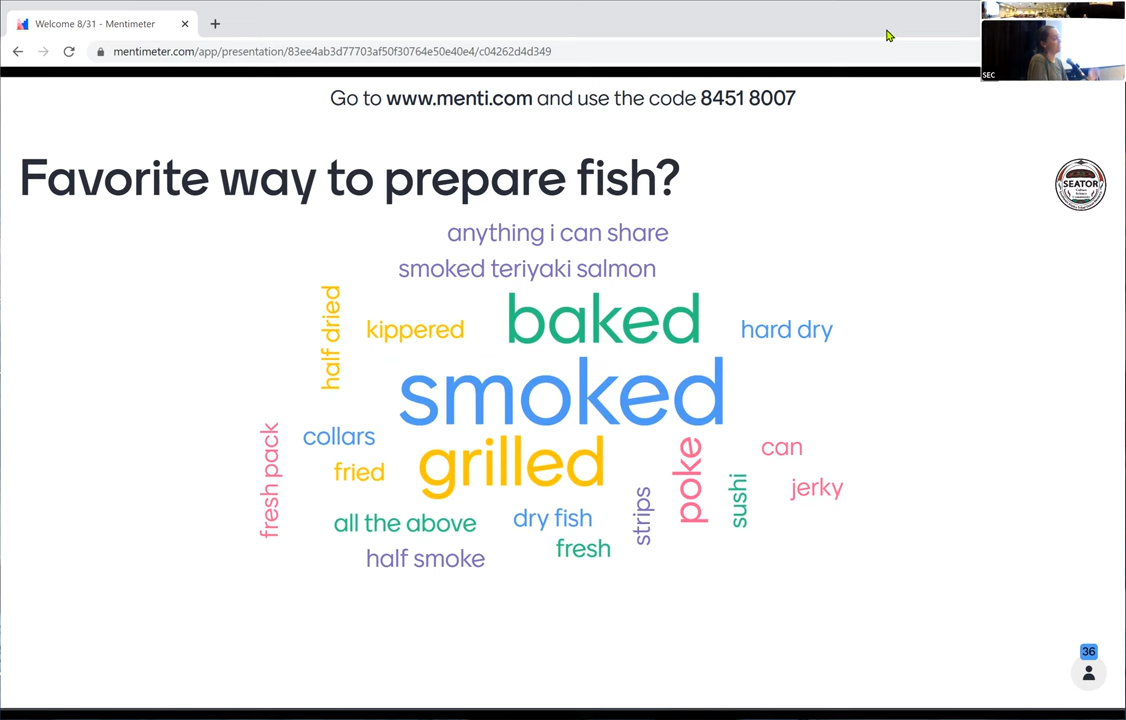 Welcome 8/31 - Mentimeter
mentimeter.com/app/presentation/83ee4ab3d77703af50f30764e50e40e4/c04262d4d349
SEC
Go to www.menti.com and use the code 8451 8007
Favorite way to prepare fish?
SEATOR
anything i can share
smoked teriyaki salmon
half dried
kippered
baked
hard dry
smoked
fresh pack
collars
fried
grilled
poke
can
sushi
jerky
all the above
dry fish
strips
half smoke
fresh
36